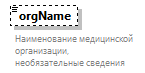 orgName
Наименование медицинской
организации,
необязательные сведения